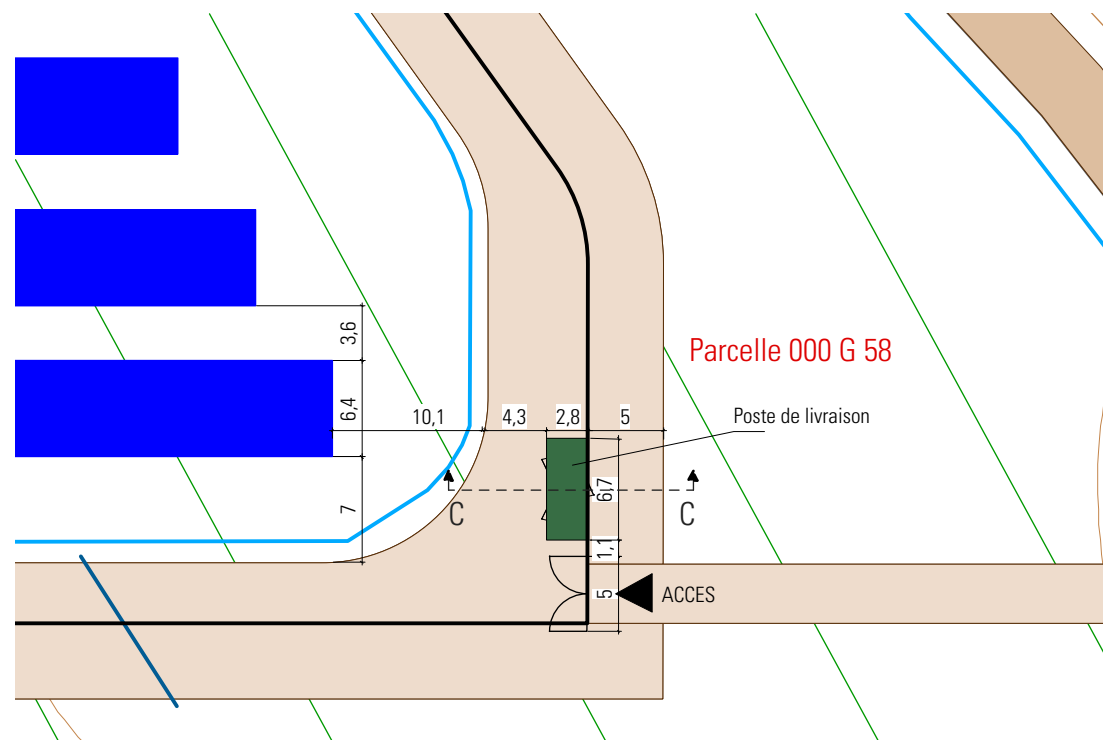 3,6
Parcelle 000 G 58
6,4
10,1
4,3
2,8
5
Poste de livraison
7
6,7
C
C
1,1
5
ACCES